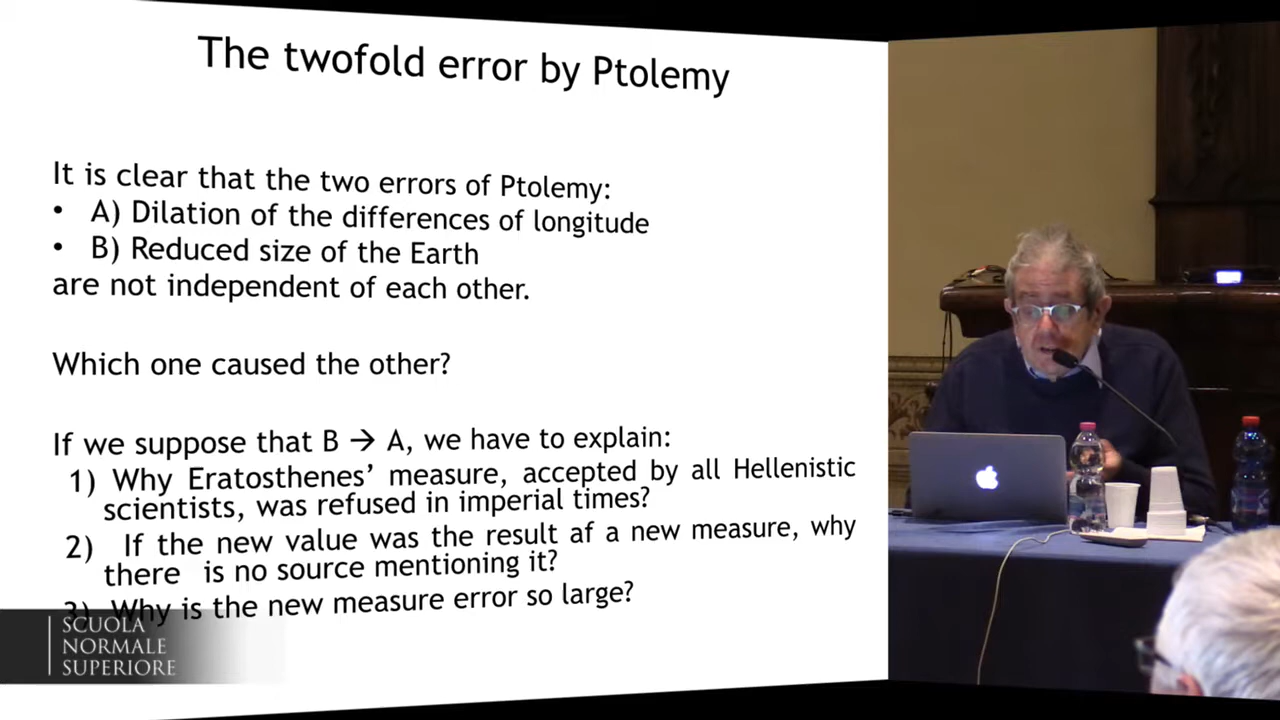 The twofold error by Ptolemy
It is clear that the two errors of Ptolemy:
• A) Dilation of the differences of longitude
• B) Reduced size of the Earth
are not independent of each other.
Which one caused the other?
If we suppose that B → A, we have to explain:
1) Why Eratosthenes’ measure, accepted by all Hellenistic
scientists, was refused in imperial times?
2) If the new value was the result af a new measure, why
there is no source mentioning it?
3) Why is the new measure error so large?
SCUOLA
NORMALE
SUPERIORE